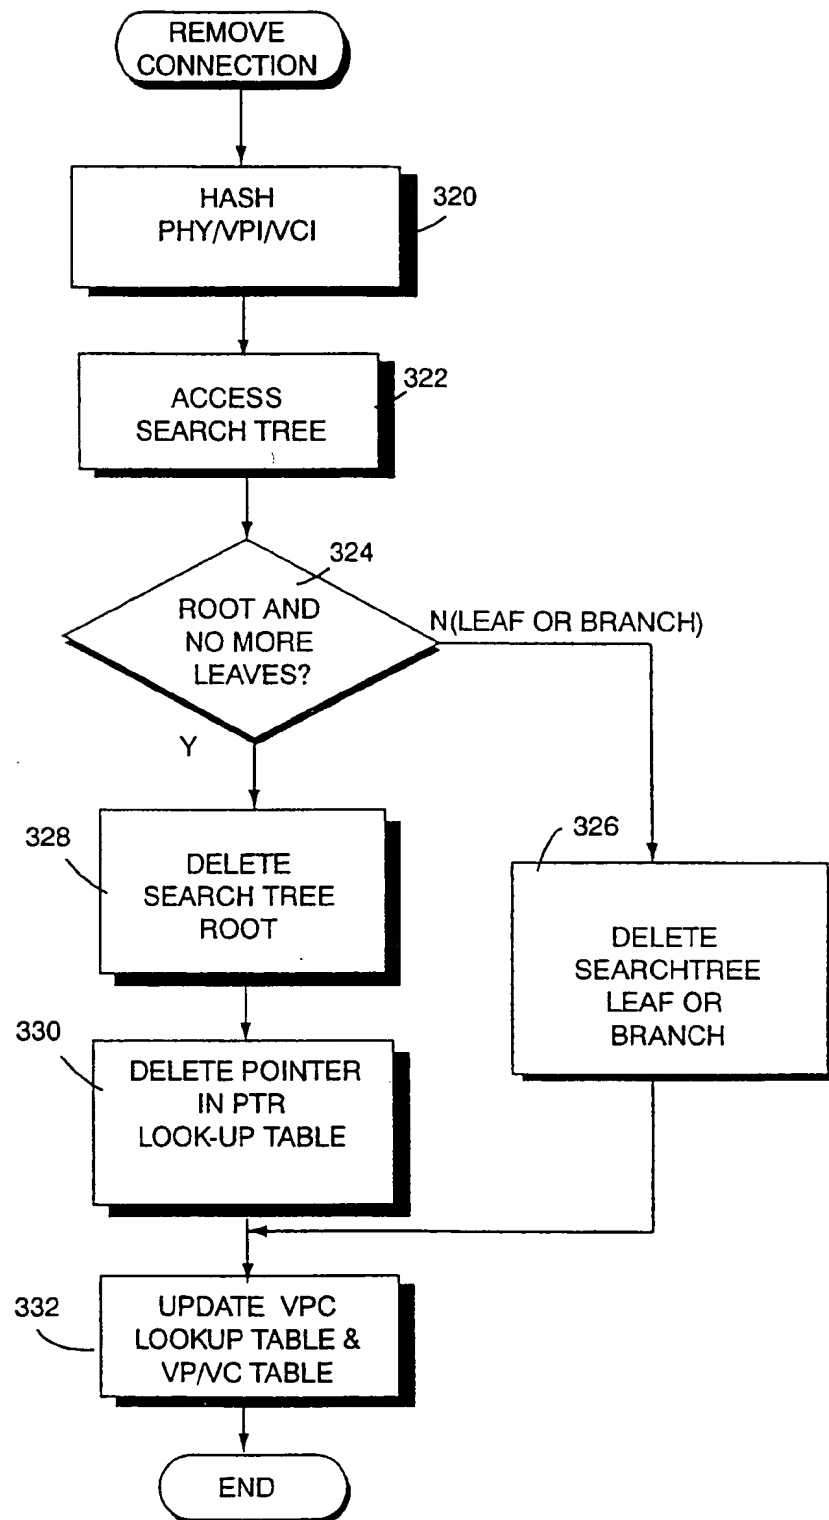 REMOVE
CONNECTION
HASH
PHY/VPI/VCI
320
ACCESS
SEARCH TREE
322
324
ROOT AND
NO MORE
LEAVES?
N(LEAF OR BRANCH)
Y
328
DELETE
SEARCH TREE
ROOT
326
DELETE
SEARCHTREE
LEAF OR
BRANCH
330
DELETE POINTER
IN PTR
LOOK-UP TABLE
332
UPDATE VPC
LOOKUP TABLE &
VP/VC TABLE
END